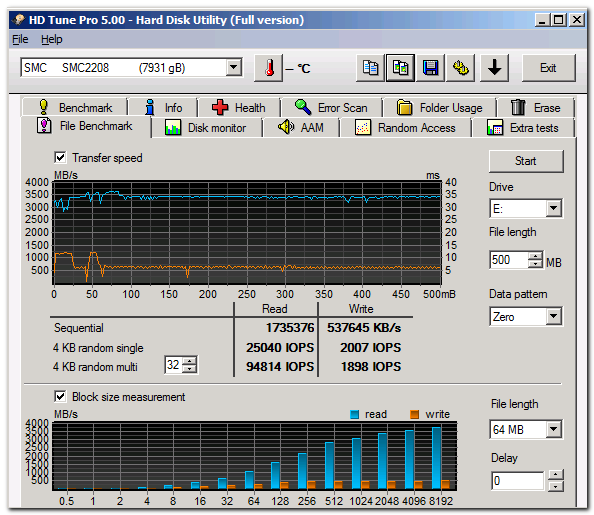 HD Tune Pro 5.00 - Hard Disk Utility (Full version)
File Help
SMC SMC2208 (7931 gB) – °C Exit
Benchmark Info Health Error Scan Folder Usage Erase
File Benchmark Disk monitor AAM Random Access Extra tests
Transfer speed Start
MB/s ms
4000 40
3500 35
3000 30
2500 25
2000 20
1500 15
1000 10
500 5
0 50 100 150 200 250 300 350 400 450 500mB
Drive
E:
File length
500 MB
Data pattern
Zero
Read Write
Sequential 1735376 537645 KB/s
4 KB random single 25040 IOPS 2007 IOPS
4 KB random multi 32 94814 IOPS 1898 IOPS
Block size measurement
MB/s read write
4000
3500
3000
2500
2000
1500
1000
500
0.5 1 2 4 8 16 32 64 128 256 512 1024 2048 4096 8192
File length
64 MB
Delay
0